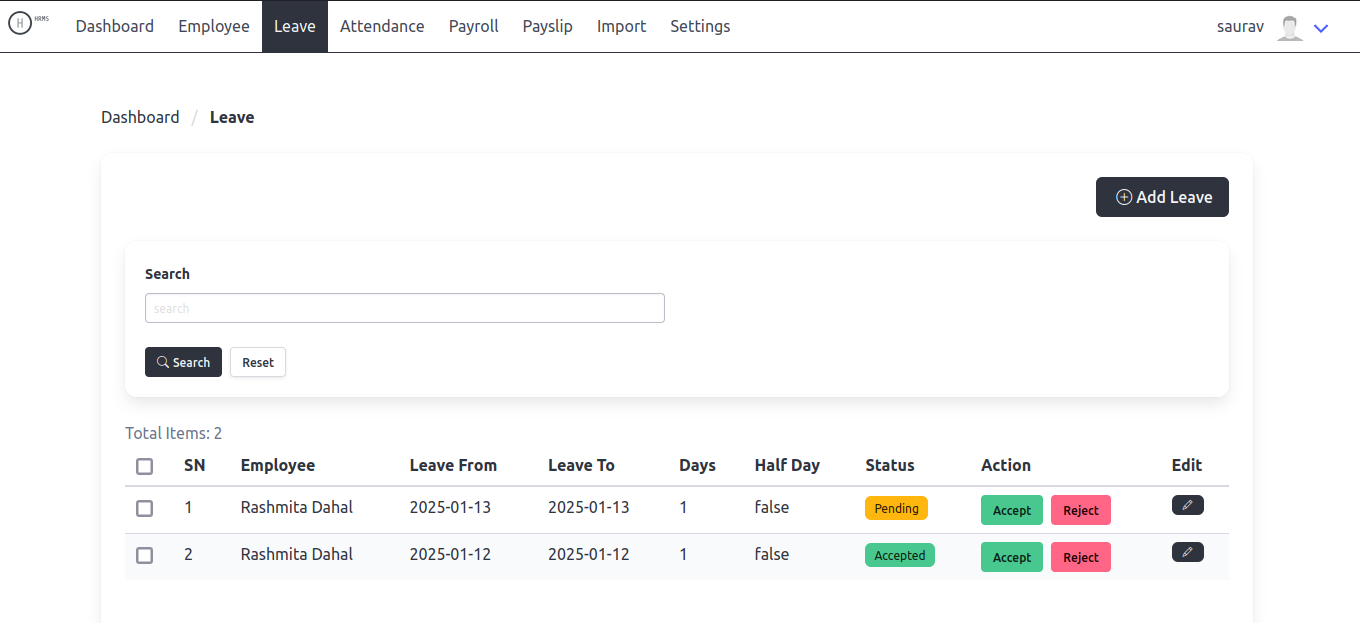 H HRMS Dashboard Employee Leave Attendance Payroll Payslip Import Settings saurav
Dashboard / Leave
Add Leave
Search
search
Search Reset
Total Items: 2
SN Employee Leave From Leave To Days Half Day Status Action Edit
1 Rashmita Dahal 2025-01-13 2025-01-13 1 false Pending Accept Reject
2 Rashmita Dahal 2025-01-12 2025-01-12 1 false Accepted Accept Reject